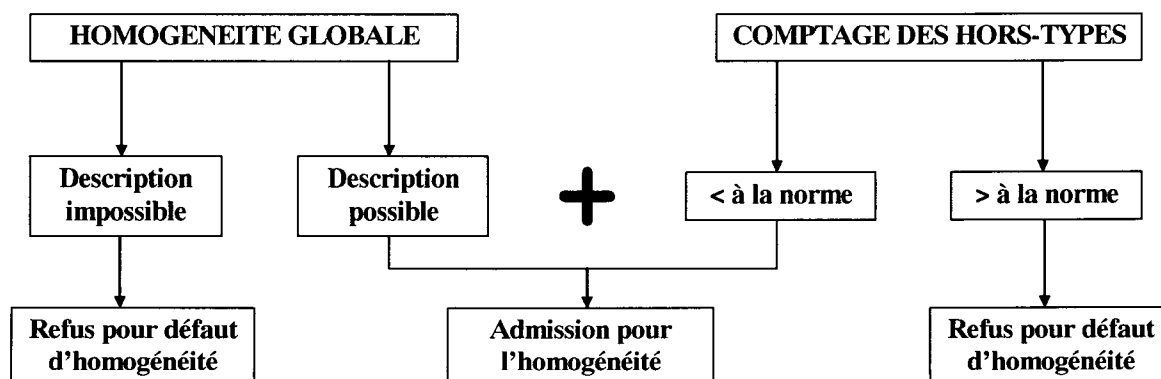 HOMOGENEITE GLOBALE
COMPTAGE DES HORS-TYPES
Description
impossible
Description
possible
+
< à la norme
> à la norme
Refus pour défaut
d'homogénéité
Admission pour
l'homogénéité
Refus pour défaut
d'homogénéité